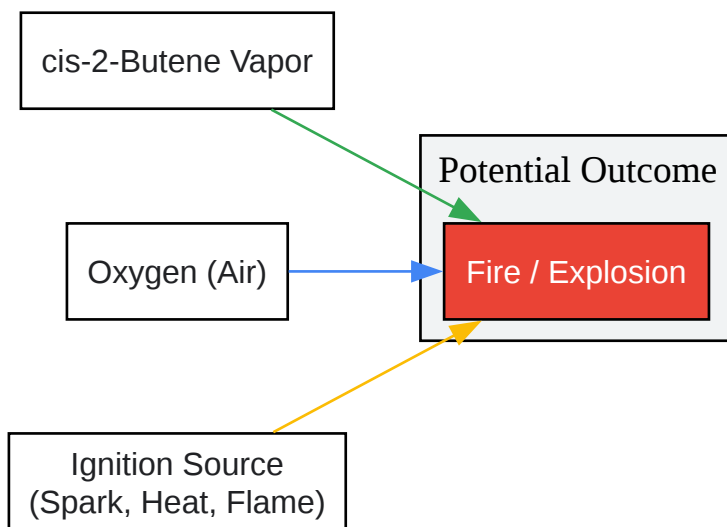 cis-2-Butene Vapor
Potential Outcome
Oxygen (Air)
Fire / Explosion
Ignition Source
(Spark, Heat, Flame)